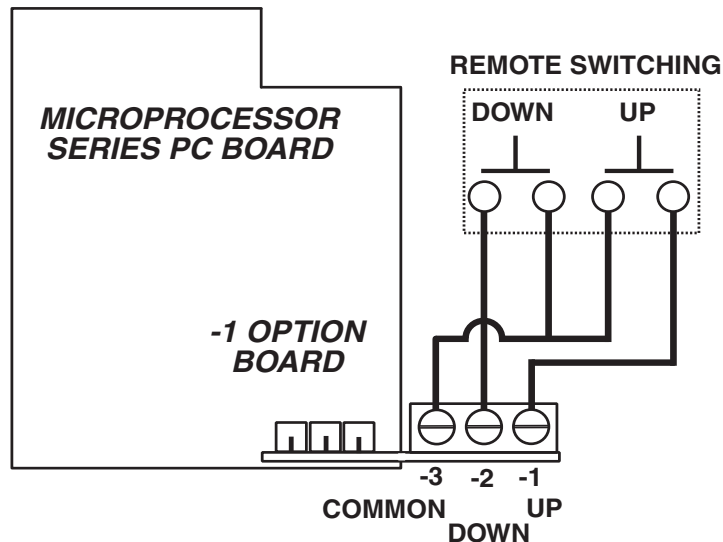 REMOTE SWITCHING
DOWN UP
MICROPROCESSOR
SERIES PC BOARD
-1 OPTION
BOARD
-3 -2 -1
COMMON UP
DOWN